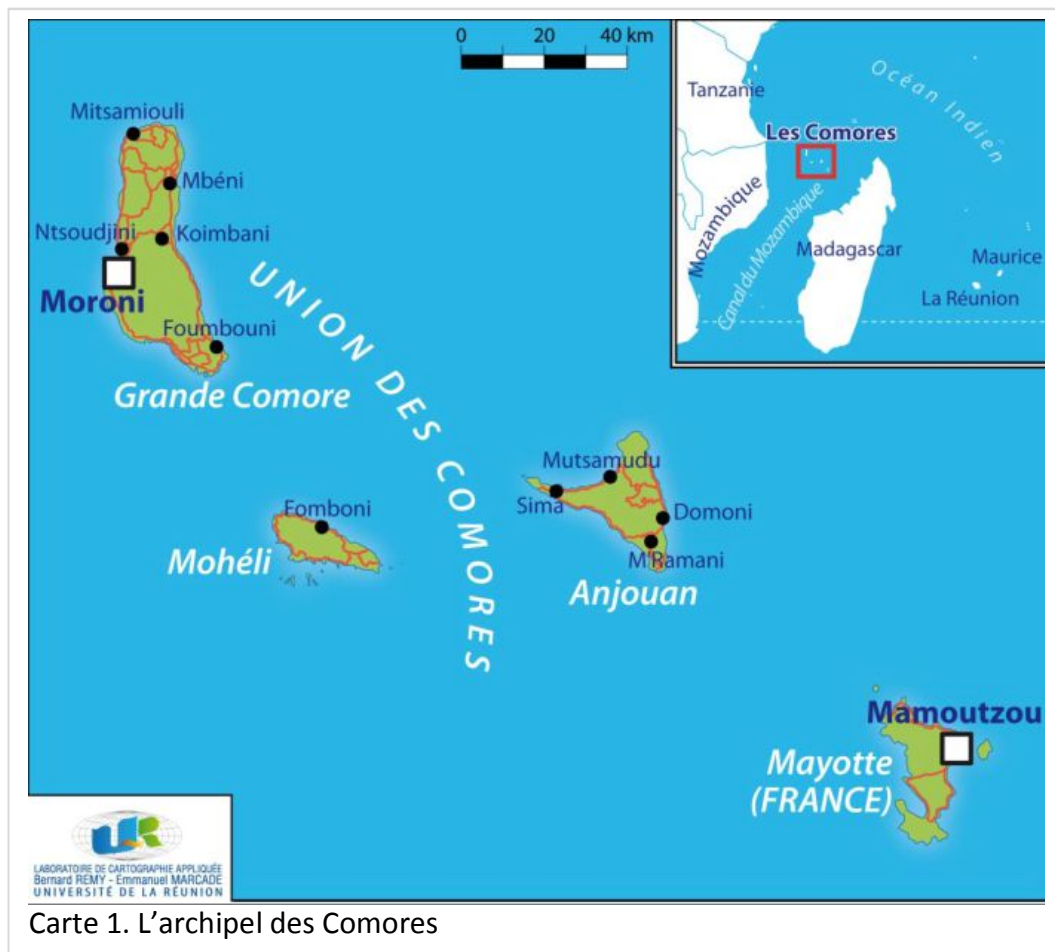 0 20 40 km
Mitsamiouli
Mbéni
Ntsoudjini
Koimbani
Moroni
Foumbouni
Grande Comore
UNION DES COMORES
Fomboni
Mohéli
Mutsamudu
Sima
Domoni
M'Ramani
Anjouan
Mamoutzou
Mayotte
(FRANCE)
Tanzanie
Océan Indien
Les Comores
Mozambique
Canal du Mozambique
Madagascar
Maurice
La Réunion
UR
LABORATOIRE DE CARTOGRAPHIE APPLIQUÉE
Bernard REMY - Emmanuel MARCADE
UNIVERSITÉ DE LA RÉUNION
Carte 1. L’archipel des Comores